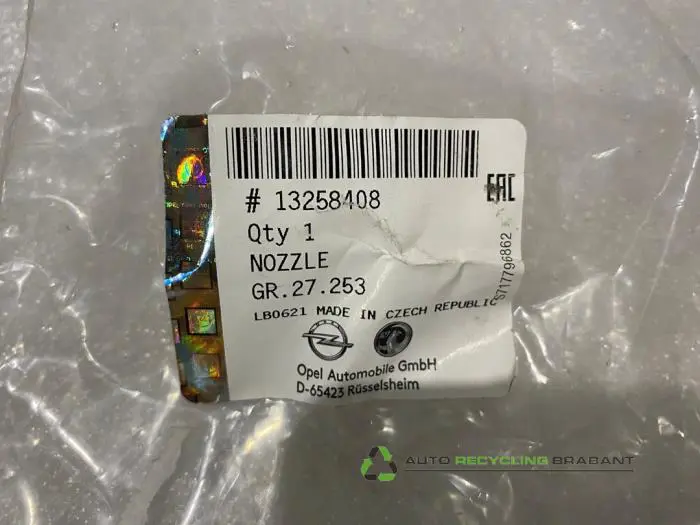 # 13258408
EAC
Qty 1
NOZZLE
GR.27.253
LB0621 MADE IN CZECH REPUBLIC
S717796862
Opel Automobile GmbH
D-65423 Rüsselsheim
AUTO RECYCLING BRABANT